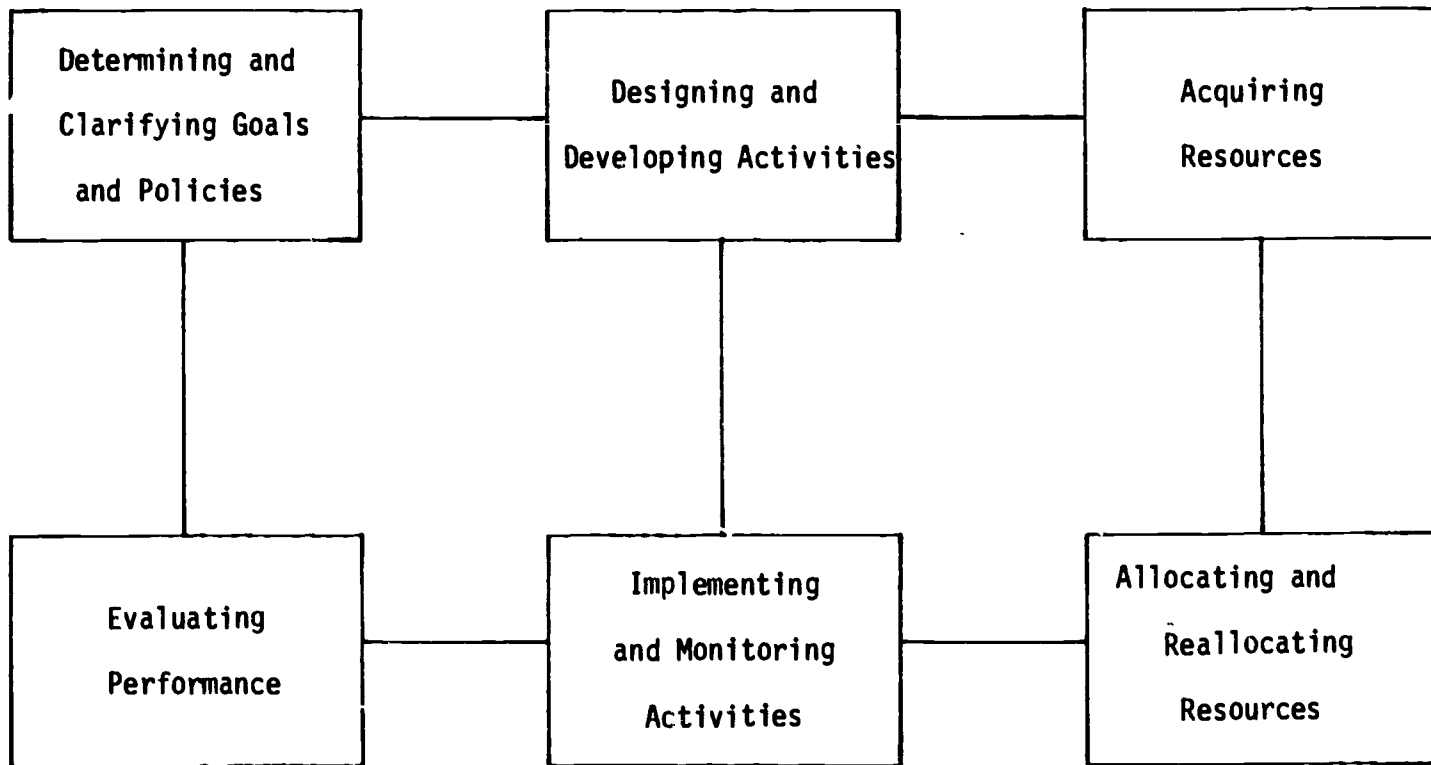 Determining and
Clarifying Goals
and Policies
Designing and
Developing Activities
Acquiring
Resources
Evaluating
Performance
Implementing
and Monitoring
Activities
Allocating and
Reallocating
Resources